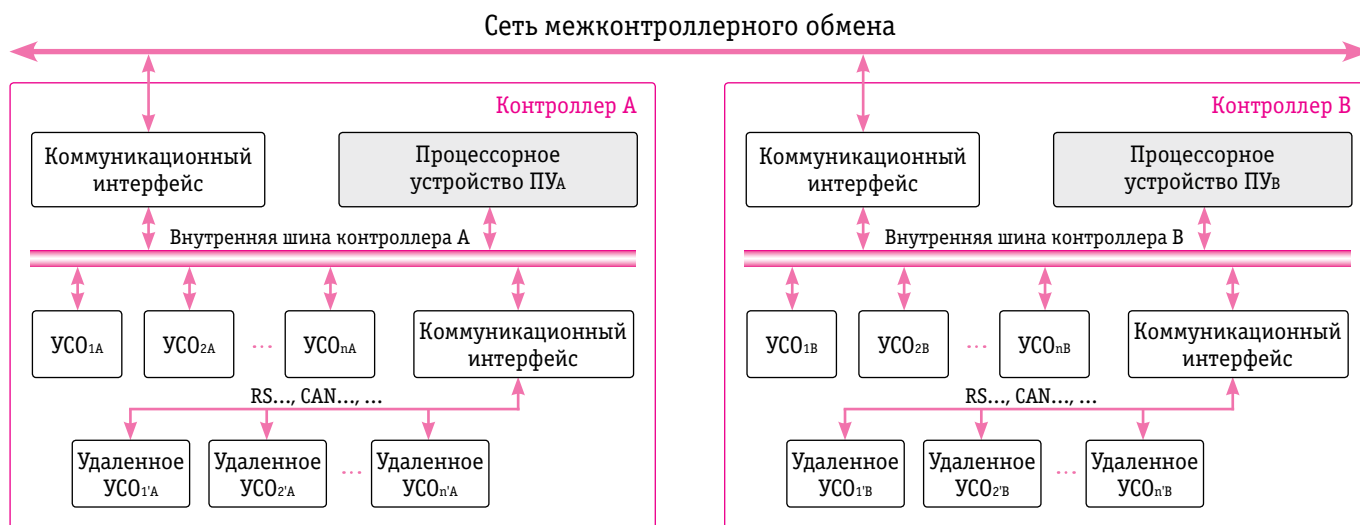 Сеть межконтроллерного обмена
Контроллер А
Контроллер В
Коммуникационный
интерфейс
Процессорное
устройство ПУА
Коммуникационный
интерфейс
Процессорное
устройство ПУВ
Внутренняя шина контроллера А
Внутренняя шина контроллера В
УСО1А
УСО2А
...
УСОnА
Коммуникационный
интерфейс
УСО1В
УСО2В
...
УСОnВ
Коммуникационный
интерфейс
RS..., CAN..., ...
RS..., CAN..., ...
Удаленное
УСО1'А
Удаленное
УСО2'А
...
Удаленное
УСОn'А
Удаленное
УСО1'В
Удаленное
УСО2'В
...
Удаленное
УСОn'В